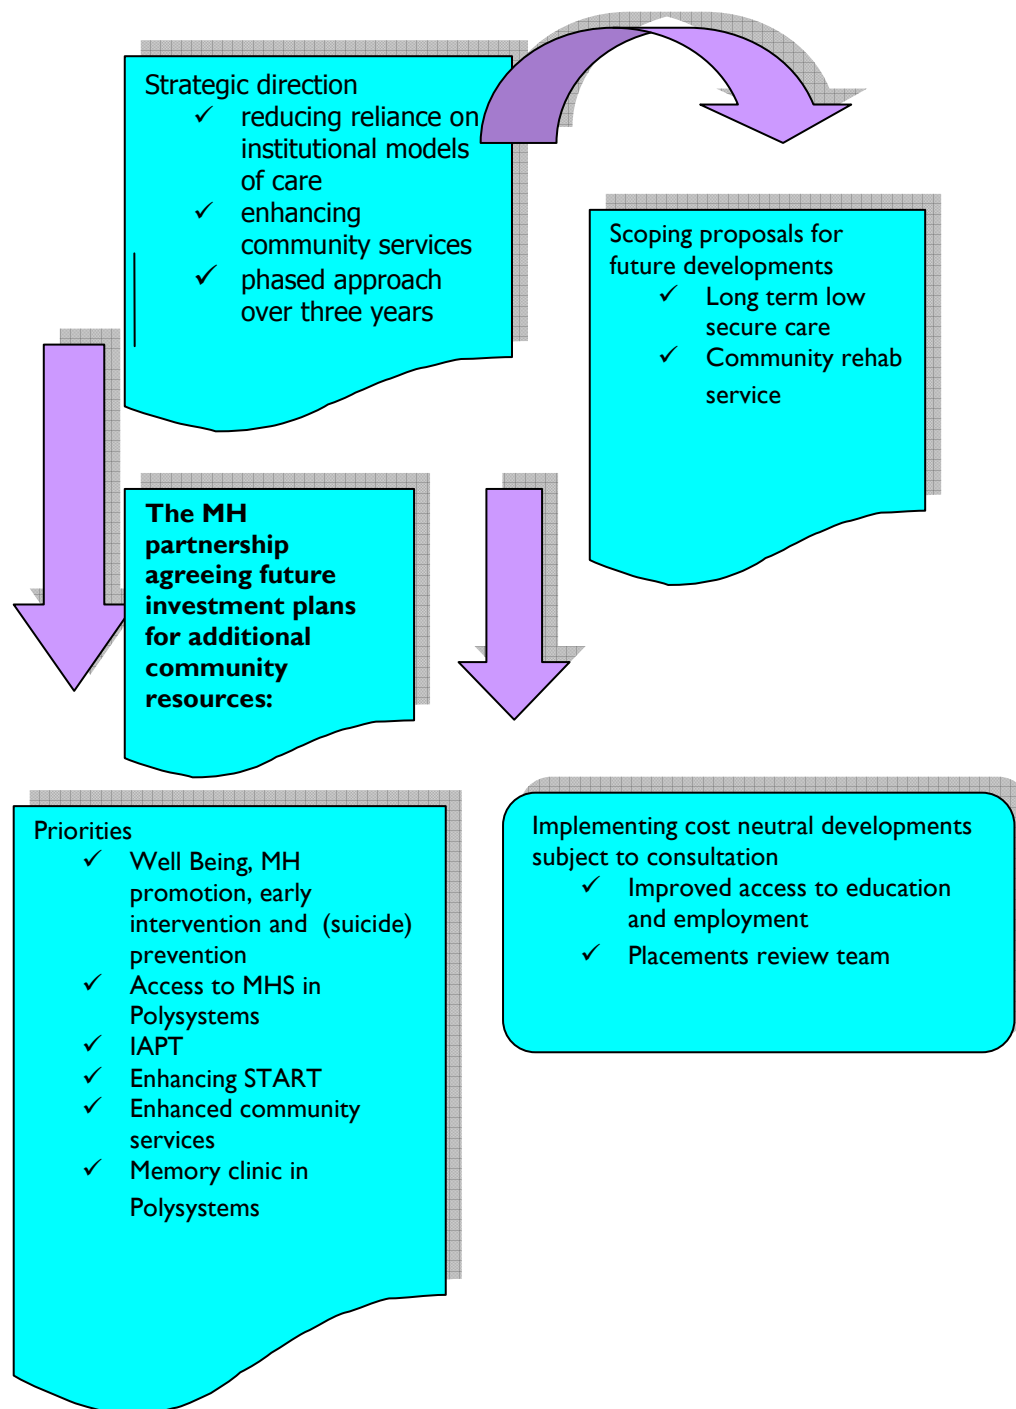 Strategic direction
✓ reducing reliance on
institutional models
of care
✓ enhancing
community services
✓ phased approach
over three years
Scoping proposals for
future developments
✓ Long term low
secure care
✓ Community rehab
service
The MH
partnership
agreeing future
investment plans
for additional
community
resources:
Priorities
✓ Well Being, MH
promotion, early
intervention and (suicide)
prevention
✓ Access to MHS in
Polysystems
✓ IAPT
✓ Enhancing START
✓ Enhanced community
services
✓ Memory clinic in
Polysystems
Implementing cost neutral developments
subject to consultation
✓ Improved access to education
and employment
✓ Placements review team